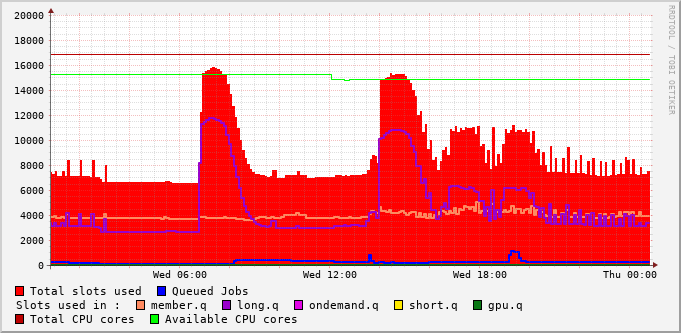 20000
18000
16000
14000
12000
10000
8000
6000
4000
2000
0
Wed 06:00 Wed 12:00 Wed 18:00 Thu 00:00
RRDTOOL / TOBI OETIKER
Total slots used Queued Jobs
Slots used in : member.q long.q ondemand.q short.q gpu.q
Total CPU cores Available CPU cores